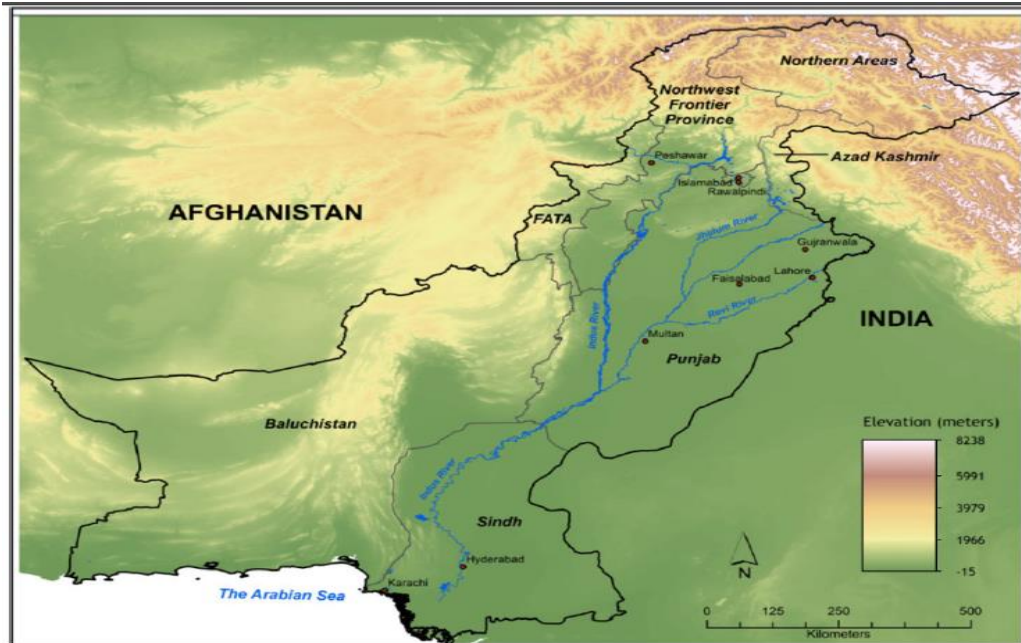 Northern Areas
Northwest
Frontier
Province
Azad Kashmir
Peshawar
Islamabad
Rawalpindi
AFGHANISTAN
FATA
Jhelum River
Gujranwala
Faisalabad
Lahore
Ravi River
INDIA
Indus River
Multan
Punjab
Baluchistan
Indus River
Sindh
Hyderabad
Karachi
The Arabian Sea
Elevation (meters)
8238
5991
3979
1966
-15
N
0 125 250 500
Kilometers